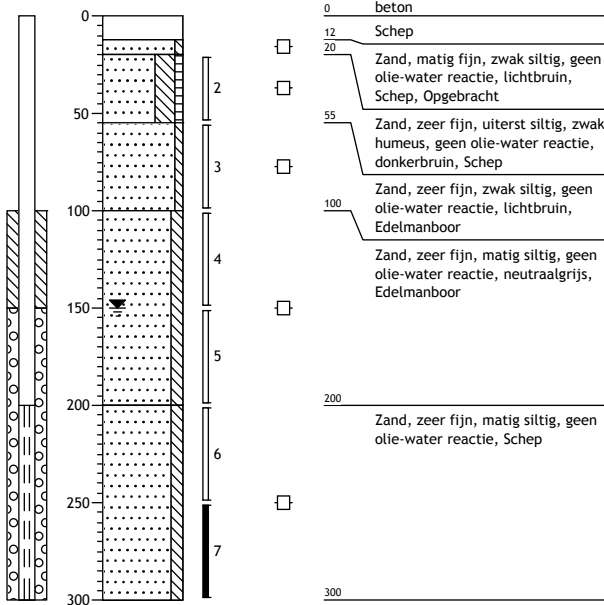 0
50
100
150
200
250
300
2
3
4
5
6
7
0
beton
12
Schep
20
Zand, matig fijn, zwak siltig, geen
olie-water reactie, lichtbruin,
Schep, Opgebracht
55
Zand, zeer fijn, uiterst siltig, zwak
humeus, geen olie-water reactie,
donkerbruin, Schep
Zand, zeer fijn, zwak siltig, geen
olie-water reactie, lichtbruin,
Edelmanboor
100
Zand, zeer fijn, matig siltig, geen
olie-water reactie, neutraalgrijs,
Edelmanboor
200
Zand, zeer fijn, matig siltig, geen
olie-water reactie, Schep
300